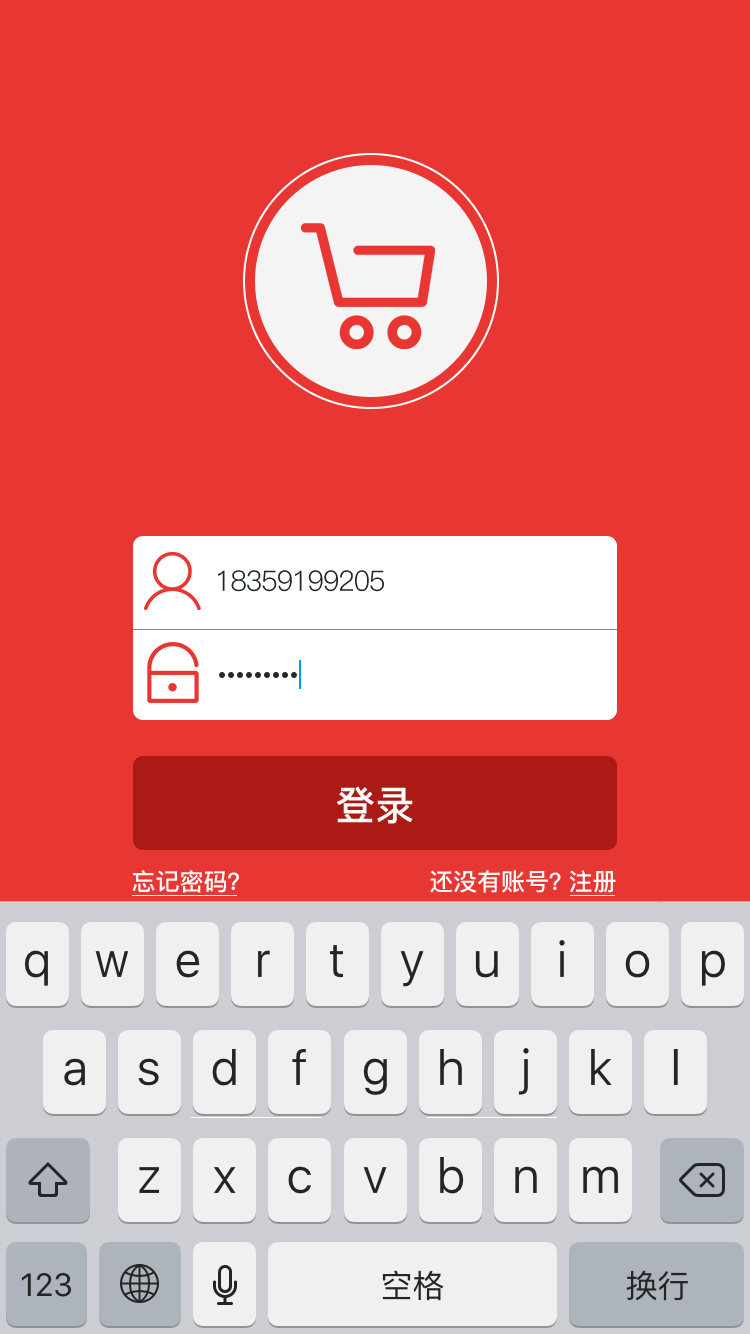 18359199205
•••••••••
登录
忘记密码? 还没有账号? 注册
q w e r t y u i o p
a s d f g h j k l
z x c v b n m
123 空格 换行